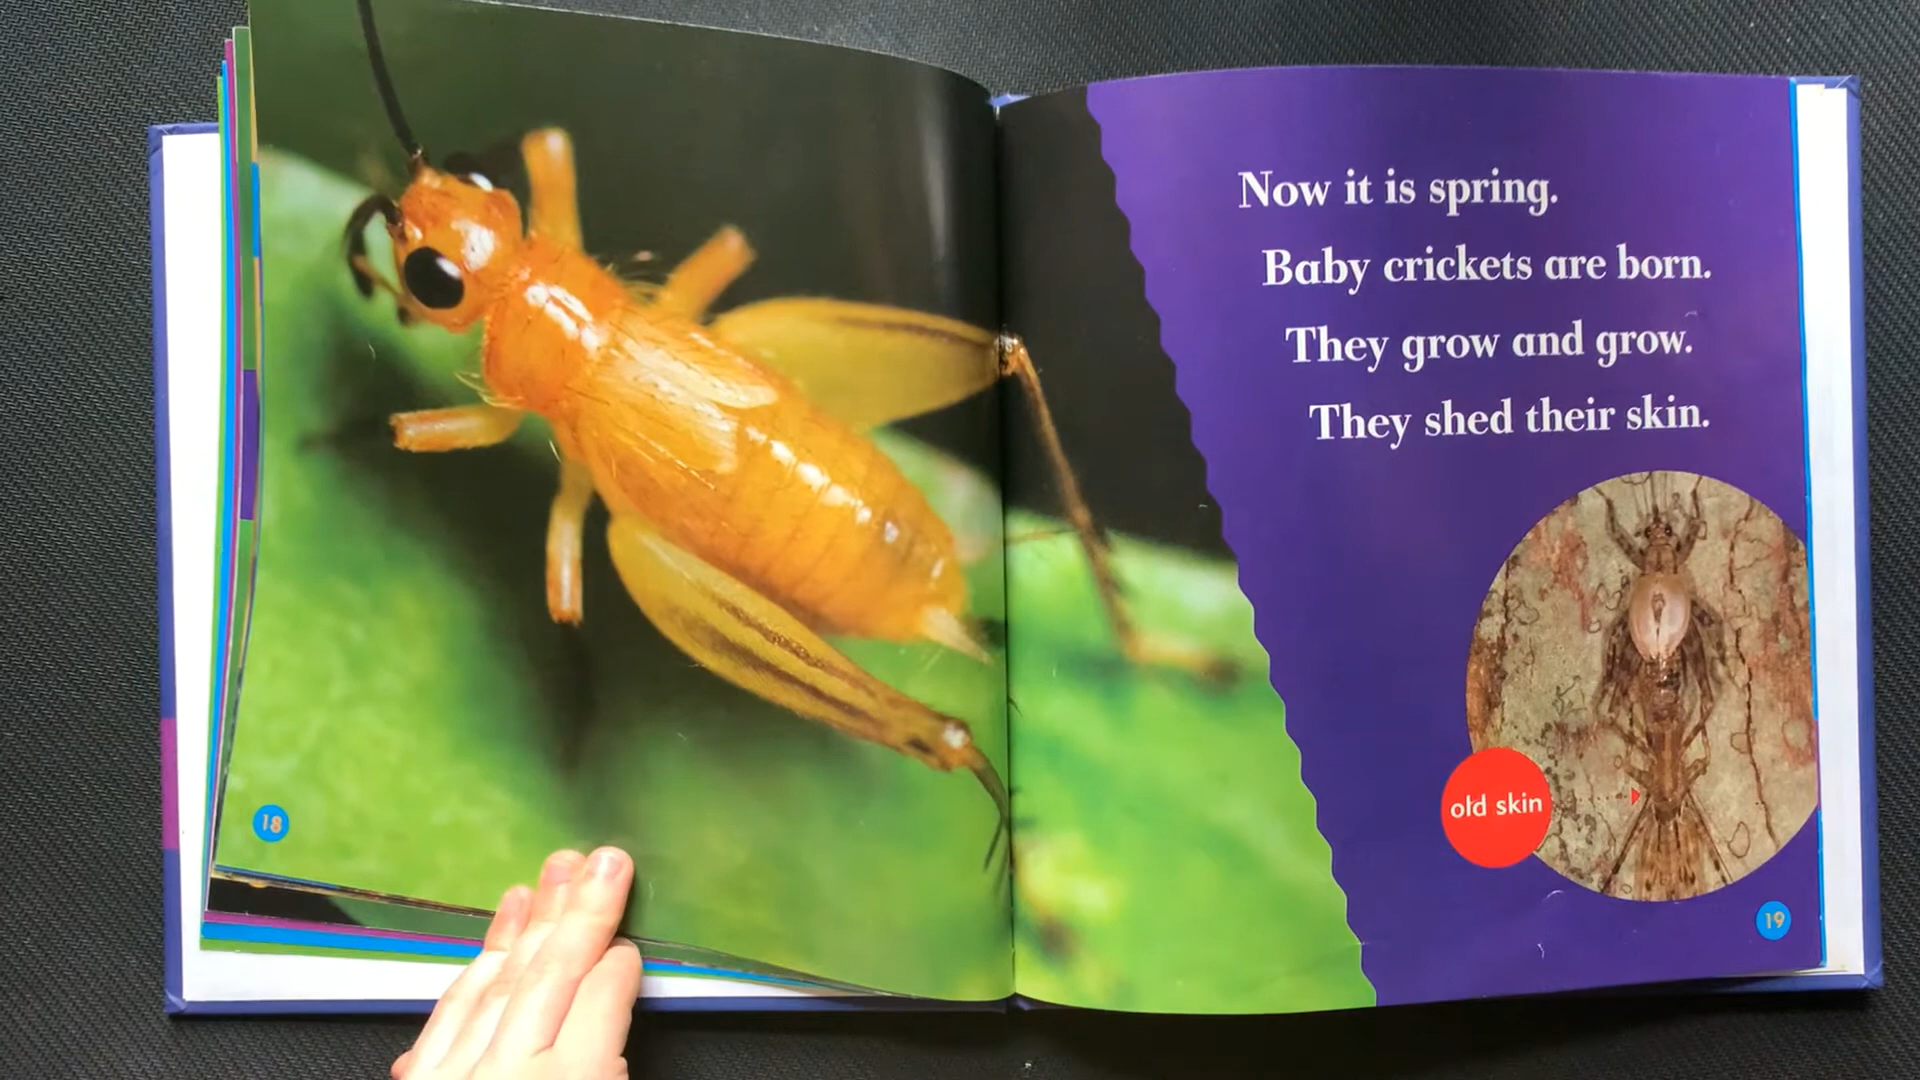 Now it is spring.
Baby crickets are born.
They grow and grow.
They shed their skin.
old skin
18
19